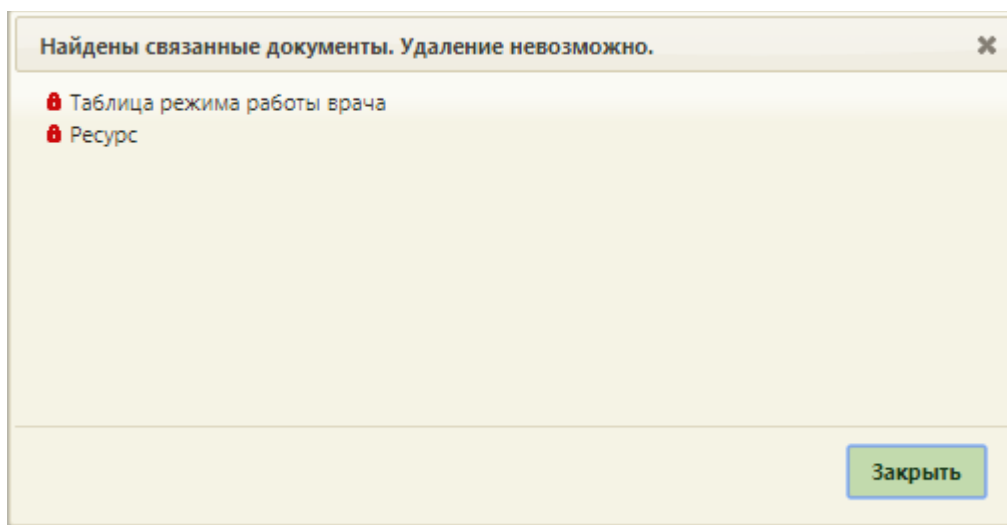 Найдены связанные документы. Удаление невозможно.
Таблица режима работы врача
Ресурс
Закрыть